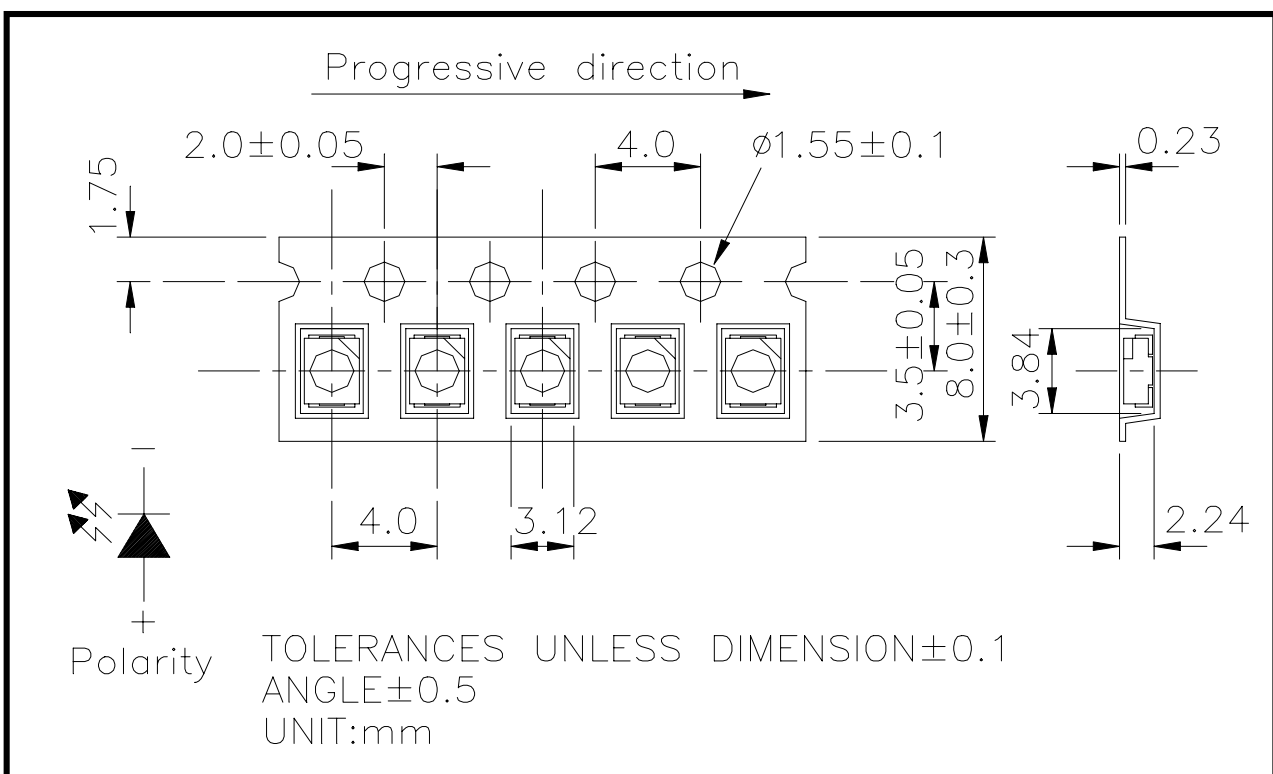 Progressive direction
2.0±0.05
4.0
ø1.55±0.1
0.23
1.75
3.5±0.05
8.0±0.3
3.84
4.0
3.12
2.24
−
+
Polarity
TOLERANCES UNLESS DIMENSION±0.1
ANGLE±0.5
UNIT:mm